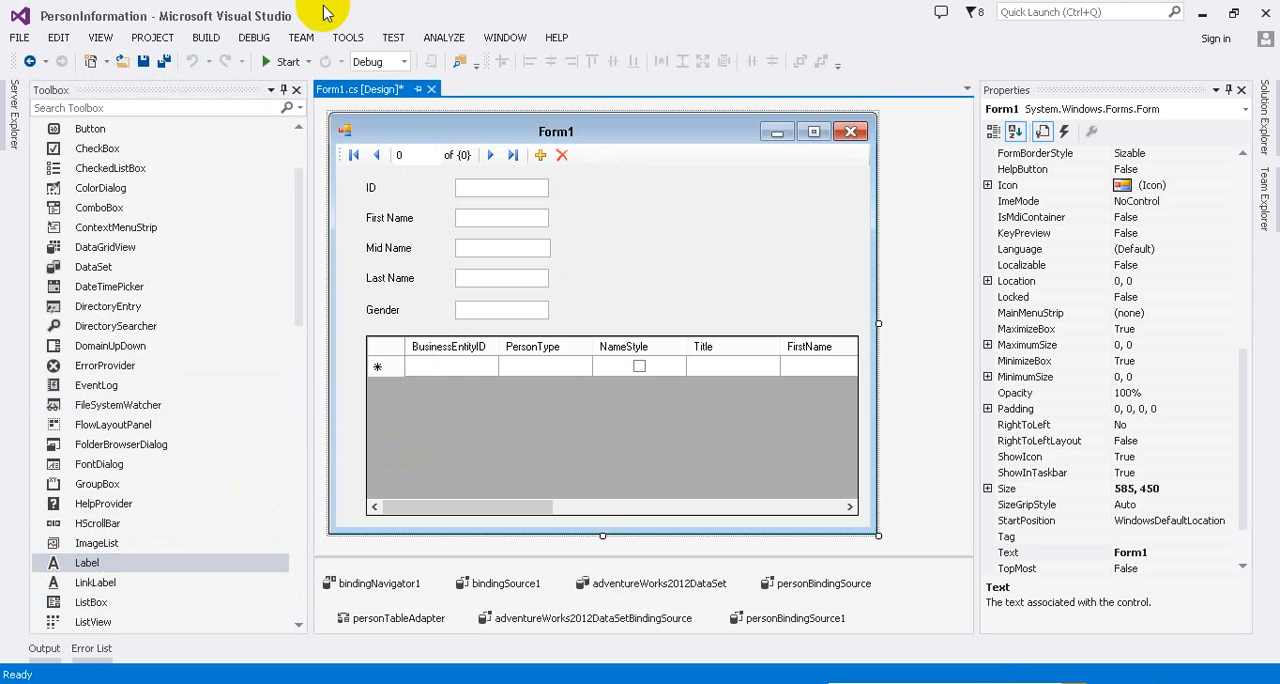 PersonInformation - Microsoft Visual Studio
8
Quick Launch (Ctrl+Q)
FILE EDIT VIEW PROJECT BUILD DEBUG TEAM TOOLS TEST ANALYZE WINDOW HELP
Sign in
Start Debug
Server Explorer
Toolbox
Search Toolbox
Button
CheckBox
CheckedListBox
ColorDialog
ComboBox
ContextMenuStrip
DataGridView
DataSet
DateTimePicker
DirectoryEntry
DirectorySearcher
DomainUpDown
ErrorProvider
EventLog
FileSystemWatcher
FlowLayoutPanel
FolderBrowserDialog
FontDialog
GroupBox
HelpProvider
HScrollBar
ImageList
Label
LinkLabel
ListBox
ListView
Form1.cs [Design]*
Form1
0 of {0}
ID
First Name
Mid Name
Last Name
Gender
BusinessEntityID PersonType NameStyle Title FirstName
bindingNavigator1 bindingSource1 adventureWorks2012DataSet personBindingSource
personTableAdapter adventureWorks2012DataSetBindingSource personBindingSource1
Properties
Form1 System.Windows.Forms.Form
FormBorderStyle Sizable
HelpButton False
Icon (Icon)
ImeMode NoControl
IsMdiContainer False
KeyPreview False
Language (Default)
Localizable False
Location 0, 0
Locked False
MainMenuStrip (none)
MaximizeBox True
MaximumSize 0, 0
MinimizeBox True
MinimumSize 0, 0
Opacity 100%
Padding 0, 0, 0, 0
RightToLeft No
RightToLeftLayout False
ShowIcon True
ShowInTaskbar True
Size 585, 450
SizeGripStyle Auto
StartPosition WindowsDefaultLocation
Tag
Text Form1
TopMost False
Text
The text associated with the control.
Solution Explorer
Team Explorer
Output Error List
Ready